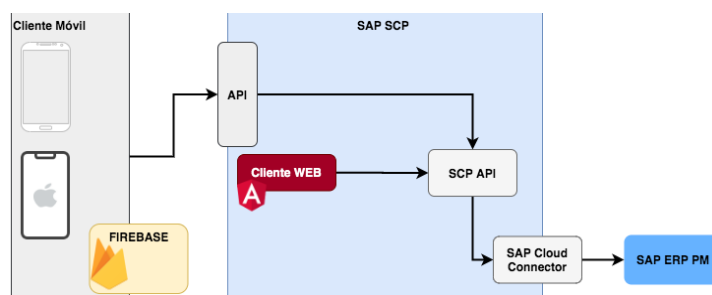 Cliente Móvil
SAP SCP
API
Cliente WEB
A
SCP API
FIREBASE
SAP Cloud
Connector
SAP ERP PM